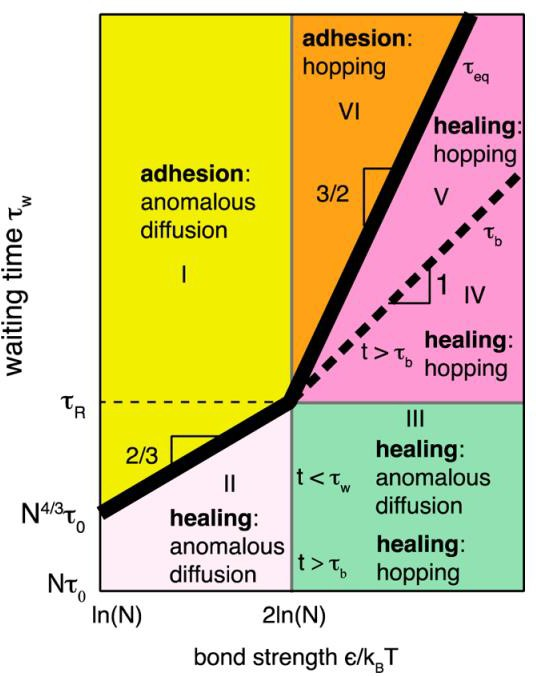 adhesion:
hopping
τeq
VI
healing:
hopping
adhesion:
anomalous
diffusion
3/2
V
τb
I
1
IV
waiting time τw
healing:
t > τb
hopping
τR
III
2/3
healing:
II
t < τw
anomalous
diffusion
N4/3τ0
healing:
anomalous
diffusion
healing:
t > τb
hopping
Nτ0
ln(N)
2ln(N)
bond strength ϵ/kBT